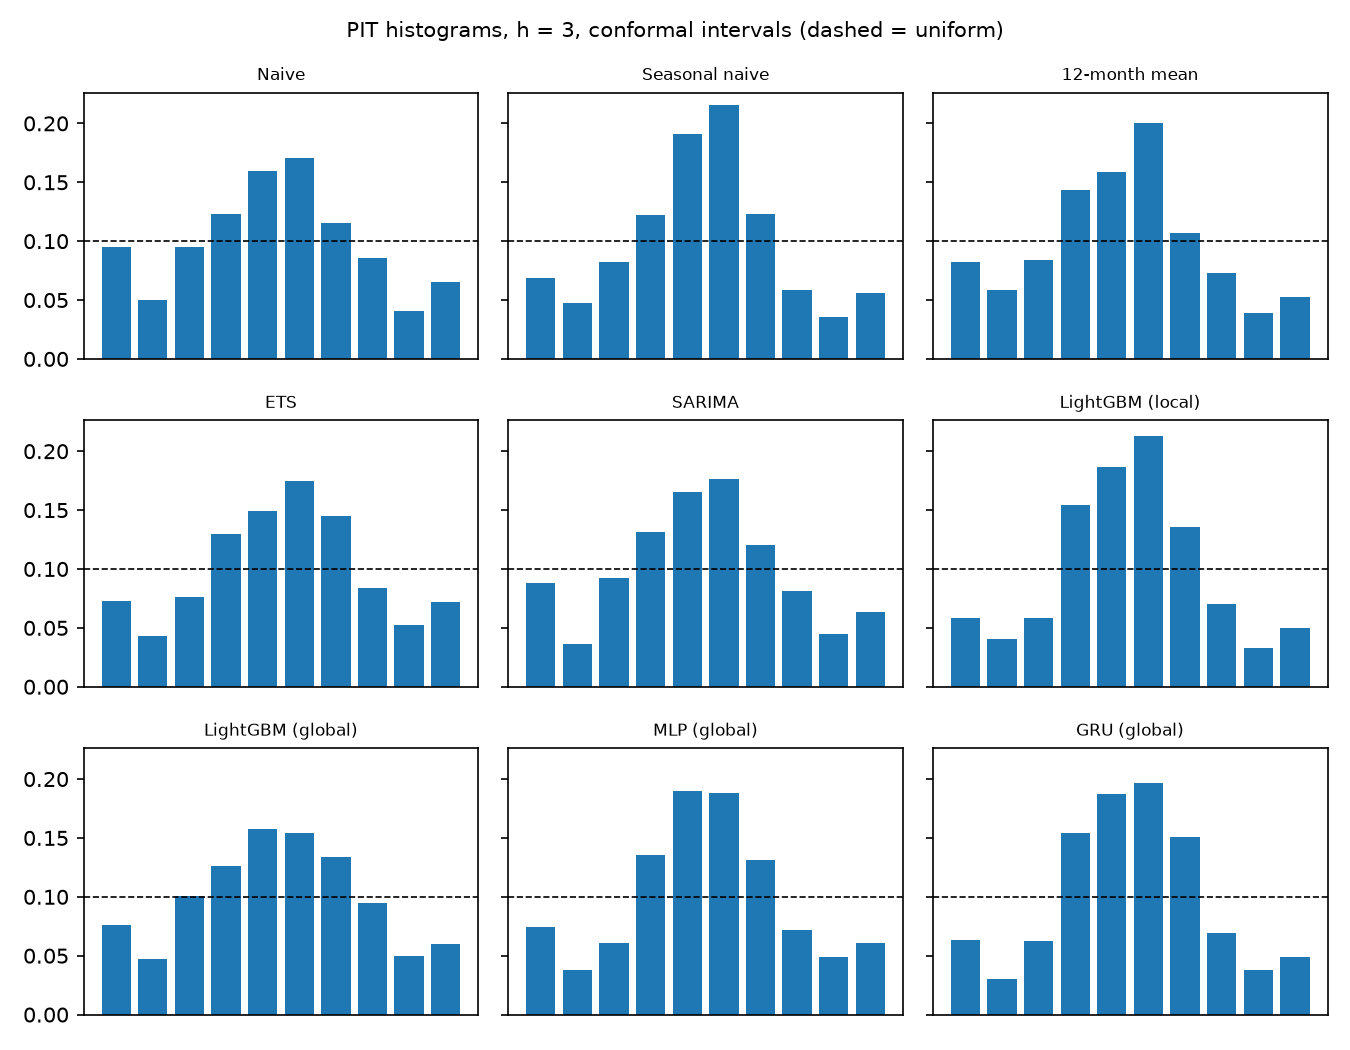 PIT histograms, h = 3, conformal intervals (dashed = uniform)
Naive
Seasonal naive
12-month mean
0.20
0.15
0.10
0.05
0.00
ETS
SARIMA
LightGBM (local)
0.20
0.15
0.10
0.05
0.00
LightGBM (global)
MLP (global)
GRU (global)
0.20
0.15
0.10
0.05
0.00